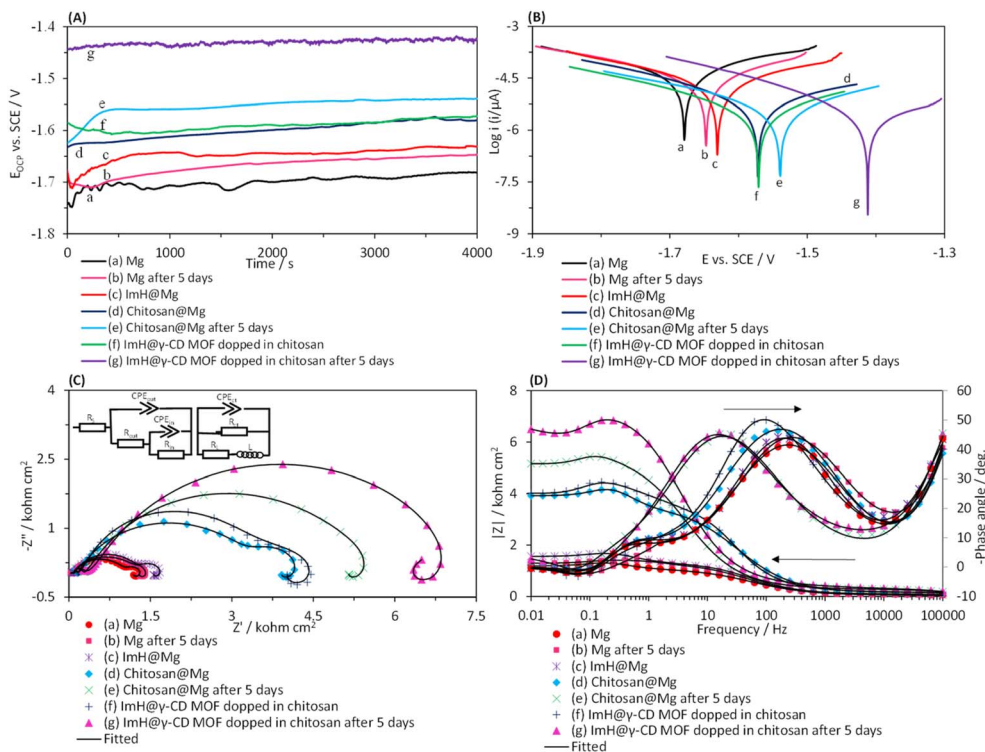 (A)
-1.4
-1.5
-1.6
-1.7
-1.8
E_OCP vs. SCE / V
g
e
f
d
c
b
a
0
1000
2000
3000
4000
Time / s
(a) Mg
(b) Mg after 5 days
(c) ImH@Mg
(d) Chitosan@Mg
(e) Chitosan@Mg after 5 days
(f) ImH@γ-CD MOF dopped in chitosan
(g) ImH@γ-CD MOF dopped in chitosan after 5 days
(B)
-3
-4.5
-6
-7.5
-9
Log i (i/μA)
d
a
b
c
f
e
g
-1.9
-1.7
-1.5
-1.3
E vs. SCE / V
(a) Mg
(b) Mg after 5 days
(c) ImH@Mg
(d) Chitosan@Mg
(e) Chitosan@Mg after 5 days
(f) ImH@γ-CD MOF dopped in chitosan
(g) ImH@γ-CD MOF dopped in chitosan after 5 days
(C)
4
2.5
1
-0.5
-Z'' / kohm cm²
CPE_out
CPE_in
R_out
R_in
L
0
1.5
3
4.5
6
7.5
Z' / kohm cm²
(a) Mg
(b) Mg after 5 days
(c) ImH@Mg
(d) Chitosan@Mg
(e) Chitosan@Mg after 5 days
(f) ImH@γ-CD MOF dopped in chitosan
(g) ImH@γ-CD MOF dopped in chitosan after 5 days
Fitted
(D)
8
6
4
2
0
|Z| / kohm cm²
60
50
40
30
20
10
0
-10
-Phase angle / deg.
0.01
0.1
1
10
100
1000
10000
100000
Frequency / Hz
(a) Mg
(b) Mg after 5 days
(c) ImH@Mg
(d) Chitosan@Mg
(e) Chitosan@Mg after 5 days
(f) ImH@γ-CD MOF dopped in chitosan
(g) ImH@γ-CD MOF dopped in chitosan after 5 days
Fitted